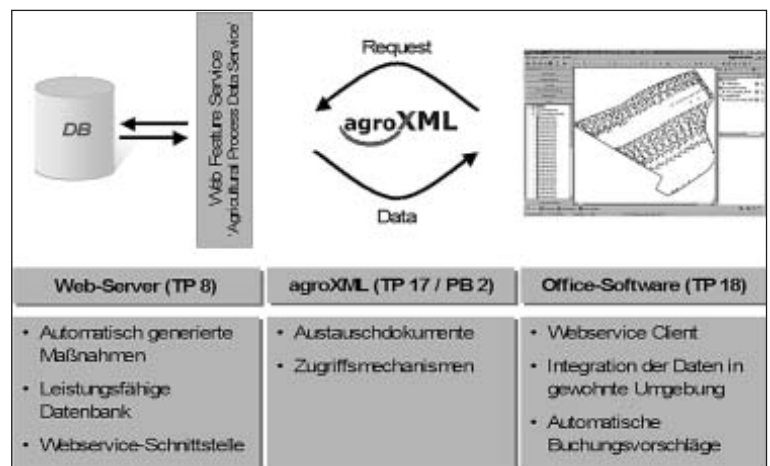 Request
DB
Web Feature Service
'Agricultural Process Data Service'
agroXML
Data
Web-Server (TP 8)
• Automatisch generierte
Maßnahmen
• Leistungsfähige
Datenbank
• Webservice-Schnittstelle
agroXML (TP 17 / PB 2)
• Austauschdokumente
• Zugriffsmechanismen
Office-Software (TP 18)
• Webservice Client
• Integration der Daten in
gewohnte Umgebung
• Automatische
Buchungsvorschläge